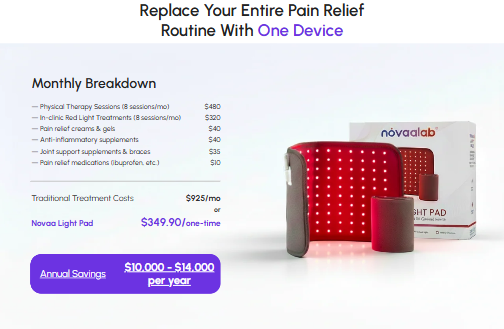 Replace Your Entire Pain Relief
Routine With One Device
Monthly Breakdown
— Physical Therapy Sessions (8 sessions/mo) $480
— In-clinic Red Light Treatments (8 sessions/mo) $320
— Pain relief creams & gels $40
— Anti-inflammatory supplements $40
— Joint support supplements & braces $35
— Pain relief medications (ibuprofen, etc.) $10
Traditional Treatment Costs $925/mo
or
Novaa Light Pad $349.90/one-time
Annual Savings $10,000 - $14,000
per year
novaalab
LIGHT PAD